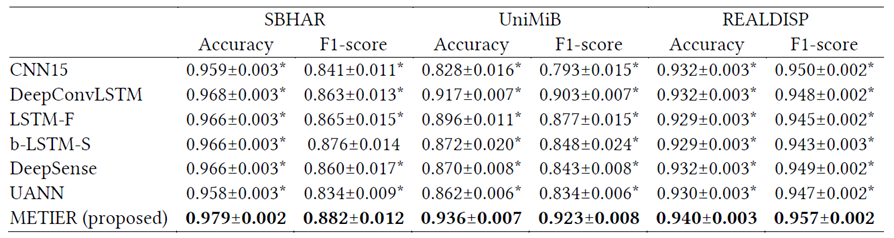 SBHAR UniMiB REALDISP
Accuracy F1-score Accuracy F1-score Accuracy F1-score
CNN15 0.959±0.003* 0.841±0.011* 0.828±0.016* 0.793±0.015* 0.932±0.003* 0.950±0.002*
DeepConvLSTM 0.968±0.003* 0.863±0.013* 0.917±0.007* 0.903±0.007* 0.932±0.003* 0.948±0.002*
LSTM-F 0.966±0.003* 0.865±0.015* 0.896±0.011* 0.877±0.015* 0.929±0.003* 0.945±0.002*
b-LSTM-S 0.966±0.003* 0.876±0.014 0.872±0.020* 0.848±0.024* 0.929±0.003* 0.943±0.003*
DeepSense 0.966±0.003* 0.860±0.017* 0.870±0.008* 0.843±0.008* 0.932±0.003* 0.949±0.002*
UANN 0.958±0.003* 0.834±0.009* 0.862±0.006* 0.834±0.006* 0.930±0.003* 0.947±0.002*
METIER (proposed) 0.979±0.002 0.882±0.012 0.936±0.007 0.923±0.008 0.940±0.003 0.957±0.002